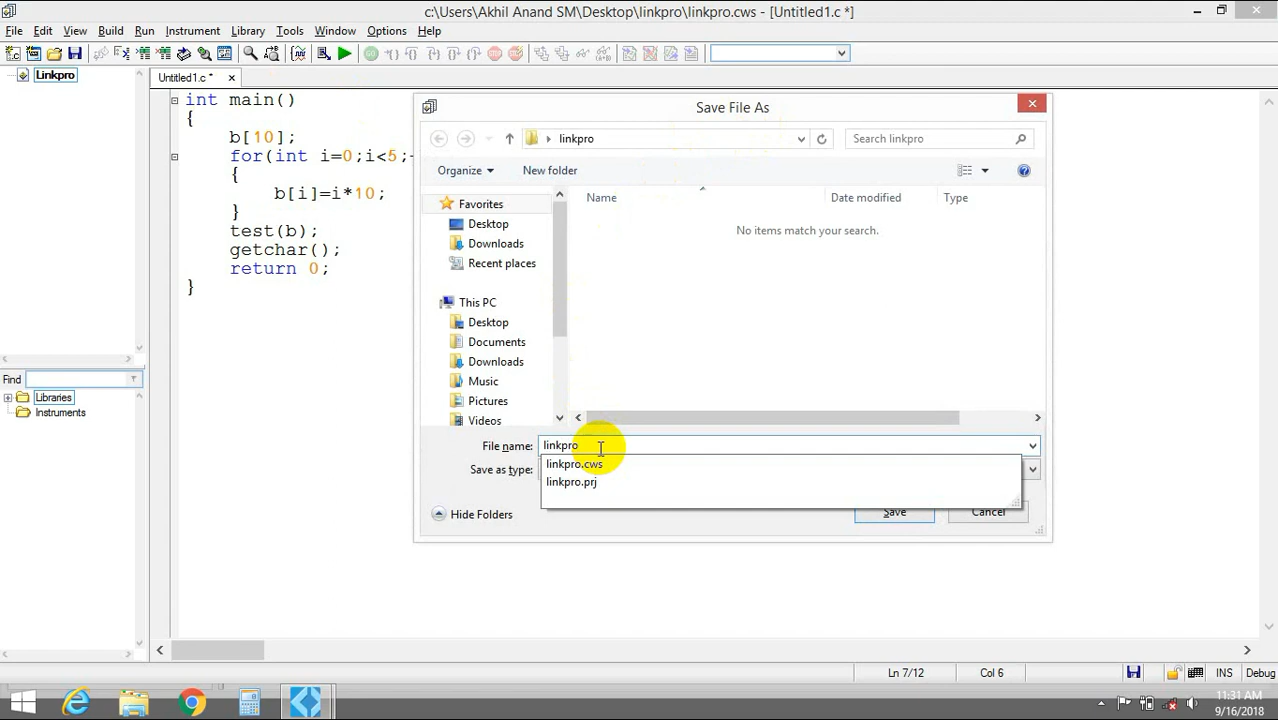 c:\Users\Akhil Anand SM\Desktop\linkpro\linkpro.cws - [Untitled1.c *]
File Edit View Build Run Instrument Library Tools Window Options Help
Linkpro
Untitled1.c *
int main()
{
b[10];
for(int i=0;i<5;
{
b[i]=i*10;
}
test(b);
getchar();
return 0;
}
Save File As
linkpro
Search linkpro
Organize
New folder
Name
Date modified
Type
No items match your search.
Favorites
Desktop
Downloads
Recent places
This PC
Desktop
Documents
Downloads
Music
Pictures
Videos
File name: linkpro
Save as type:
linkpro.cws
linkpro.prj
Hide Folders
Save
Cancel
Find
Libraries
Instruments
Ln 7/12
Col 6
INS
Debug
11:31 AM
9/16/2018